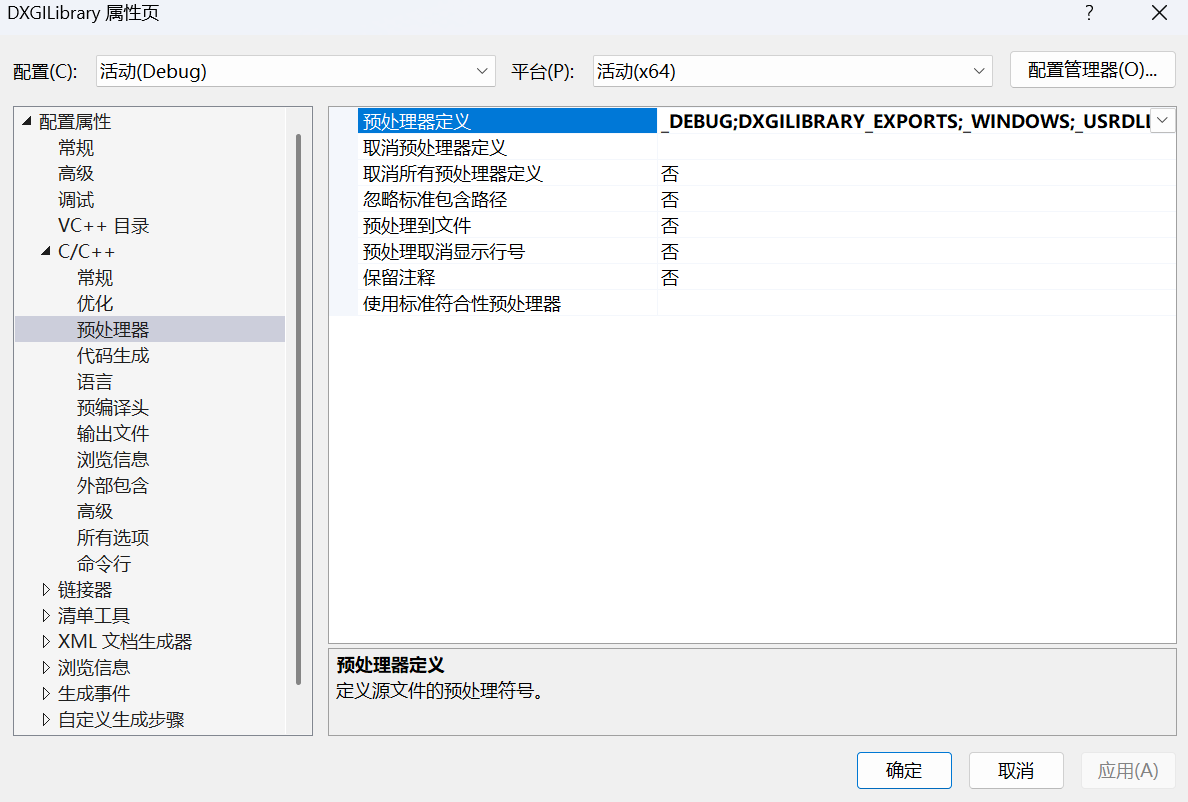 DXGILibrary 属性页
配置(C): 活动(Debug) 平台(P): 活动(x64) 配置管理器(O)...
配置属性
常规
高级
调试
VC++ 目录
C/C++
常规
优化
预处理器
代码生成
语言
预编译头
输出文件
浏览信息
外部包含
高级
所有选项
命令行
链接器
清单工具
XML 文档生成器
浏览信息
生成事件
自定义生成步骤
预处理器定义 _DEBUG;DXGILIBRARY_EXPORTS;_WINDOWS;_USRDLL
取消预处理器定义
取消所有预处理器定义 否
忽略标准包含路径 否
预处理到文件 否
预处理取消显示行号 否
保留注释 否
使用标准符合性预处理器
预处理器定义
定义源文件的预处理符号。
确定 取消 应用(A)